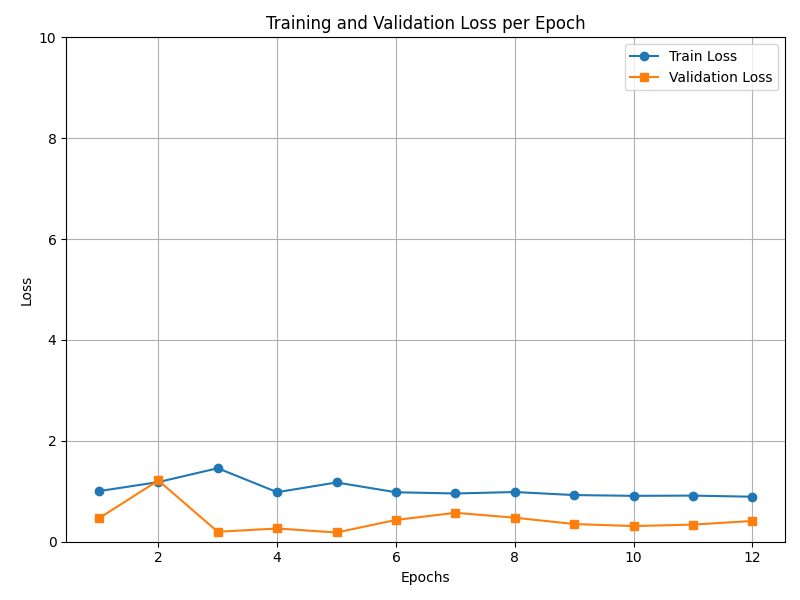 Training and Validation Loss per Epoch
10
8
6
4
2
0
Loss
Train Loss
Validation Loss
2 4 6 8 10 12
Epochs